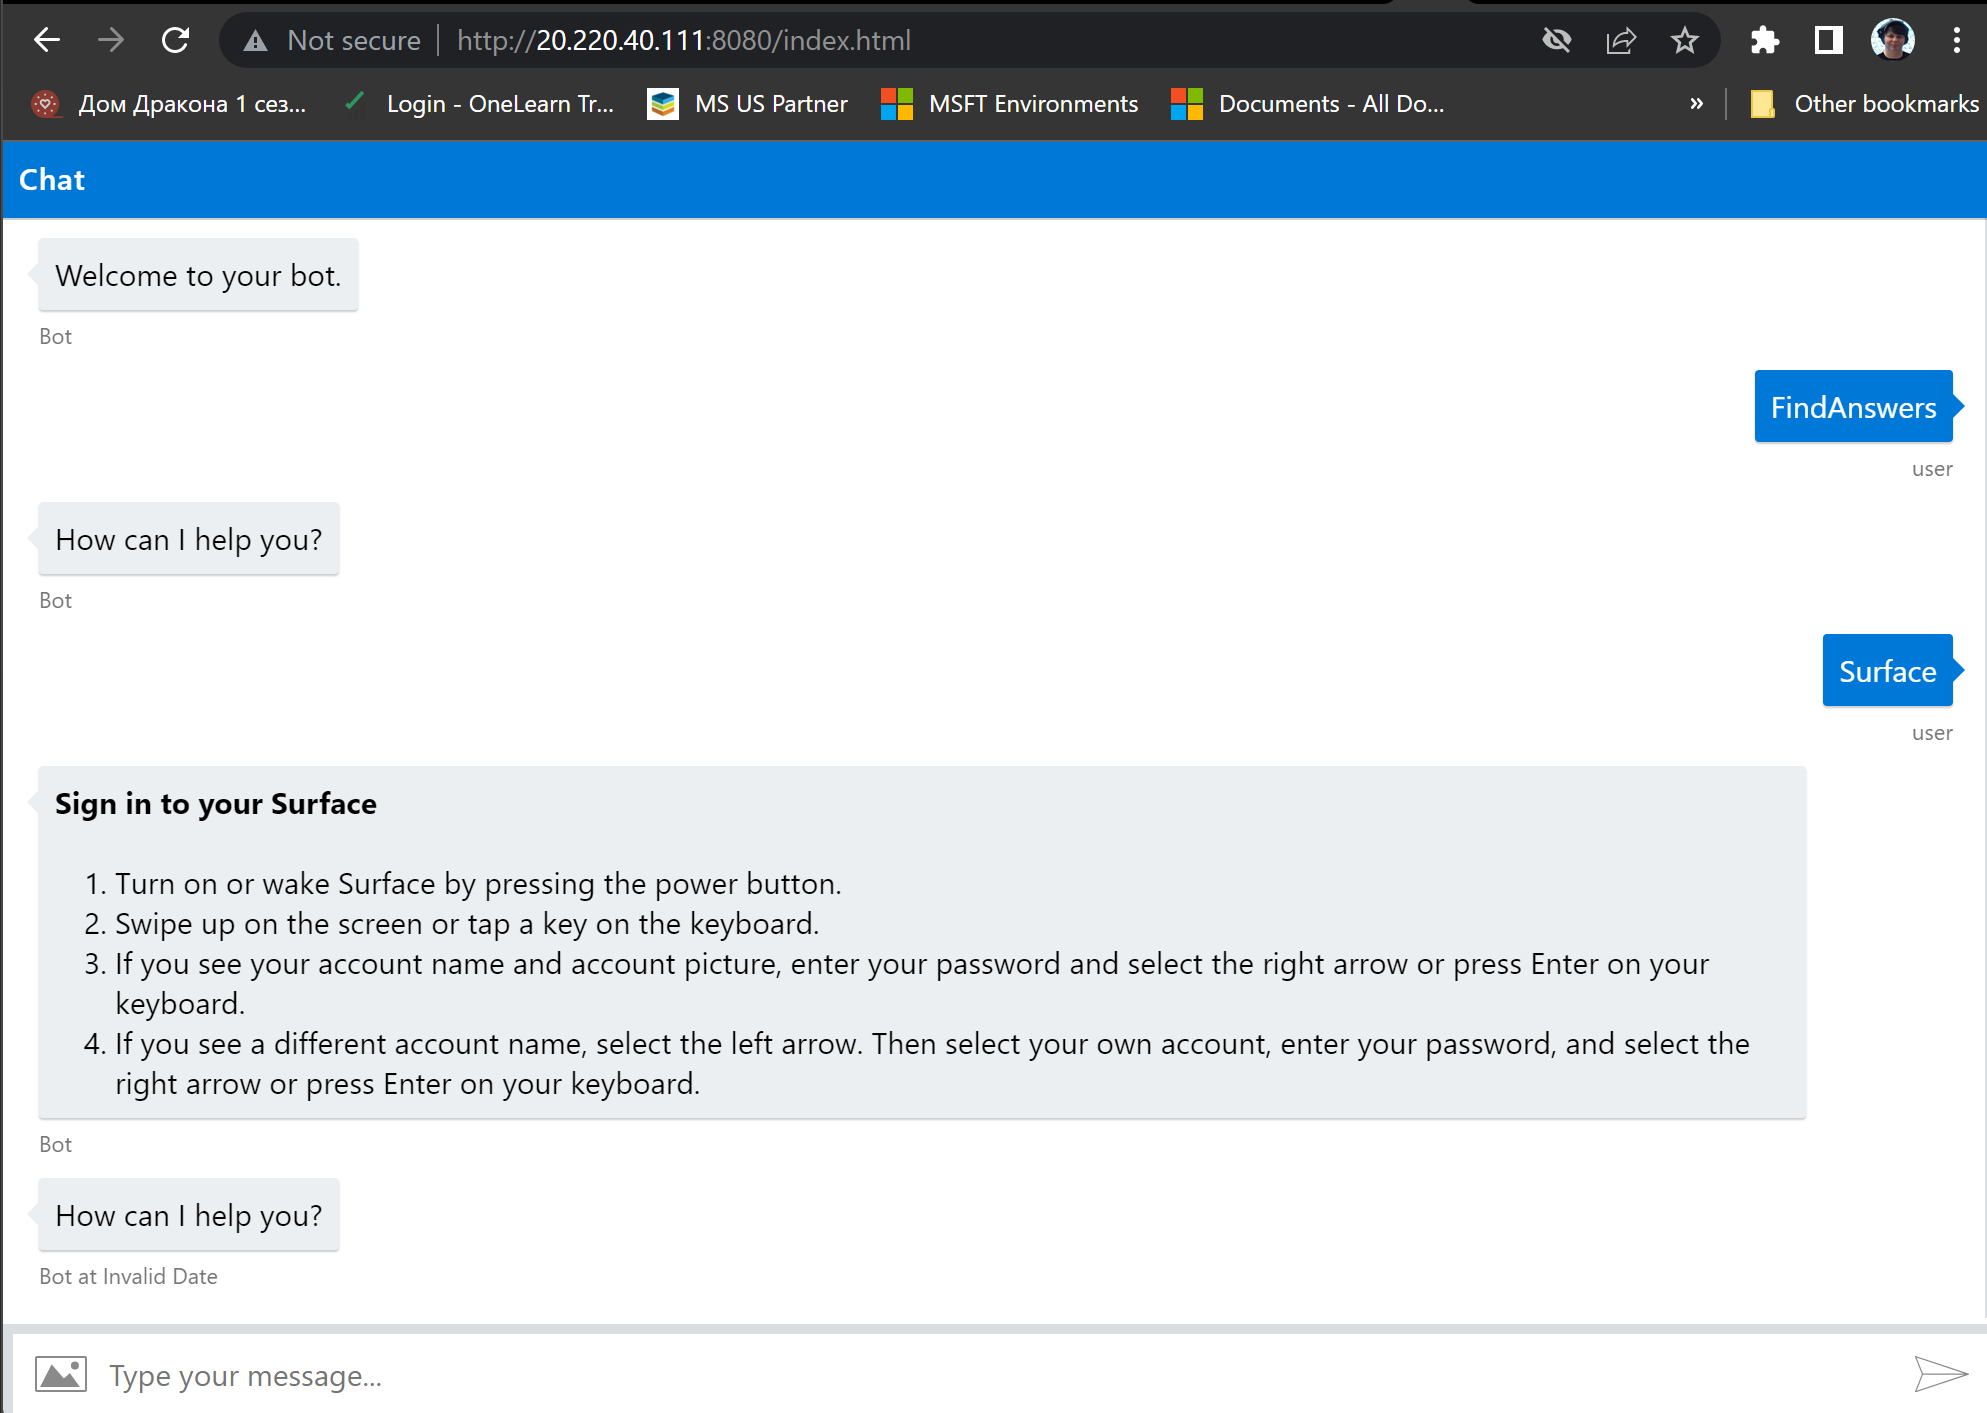 Not secure http://20.220.40.111:8080/index.html
Дом Дракона 1 сез... Login - OneLearn Tr... MS US Partner MSFT Environments Documents - All Do... » Other bookmarks
Chat
Welcome to your bot.
Bot
FindAnswers
user
How can I help you?
Bot
Surface
user
Sign in to your Surface
1. Turn on or wake Surface by pressing the power button.
2. Swipe up on the screen or tap a key on the keyboard.
3. If you see your account name and account picture, enter your password and select the right arrow or press Enter on your
keyboard.
4. If you see a different account name, select the left arrow. Then select your own account, enter your password, and select the
right arrow or press Enter on your keyboard.
Bot
How can I help you?
Bot at Invalid Date
Type your message...